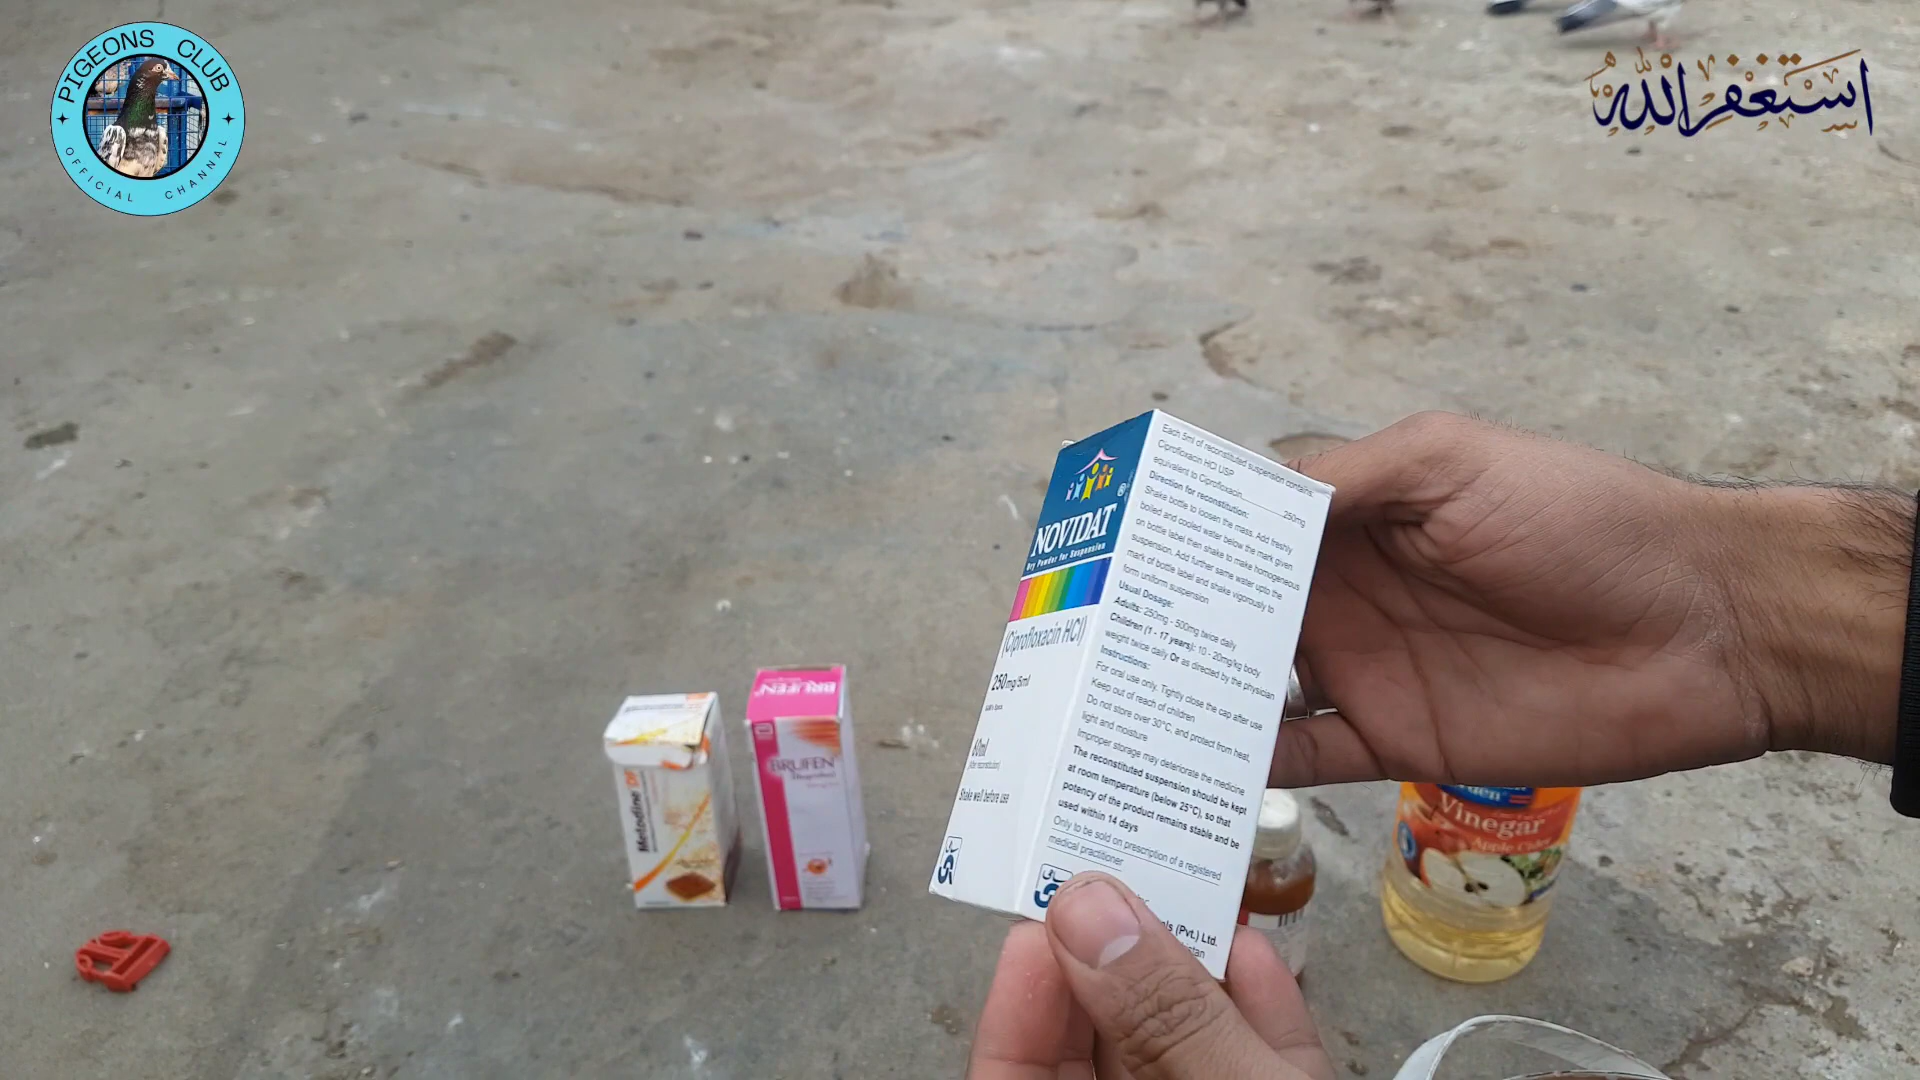 PIGEONS CLUB
OFFICIAL CHANNAL
استغفر الله
NOVIDAT
®
Dry Powder for Suspension
(Ciprofloxacin HCl)
250mg/5ml
60ml
(After reconstitution)
Shake well before use
Each 5ml of reconstituted suspension contains:
Ciprofloxacin HCl USP
equivalent to Ciprofloxacin 250mg
Direction for reconstitution:
Shake bottle to loosen the mass. Add freshly
boiled and cooled water below the mark given
on bottle label then shake to make homogeneous
suspension. Add further same water upto the
mark of bottle label and shake vigorously to
form uniform suspension
Usual Dosage:
Adults: 250mg - 500mg twice daily
Children (1 - 17 years): 10 - 20mg/kg body
weight twice daily Or as directed by the physician
Instructions:
For oral use only. Tightly close the cap after use
Keep out of reach of children
Do not store over 30°C, and protect from heat,
light and moisture
Improper storage may deteriorate the medicine
The reconstituted suspension should be kept
at room temperature (below 25°C), so that
potency of the product remains stable and be
used within 14 days
Only to be sold on prescription of a registered
medical practitioner
(Pvt.) Ltd.
BRUFEN
BRUFEN
Vinegar
Apple Cider